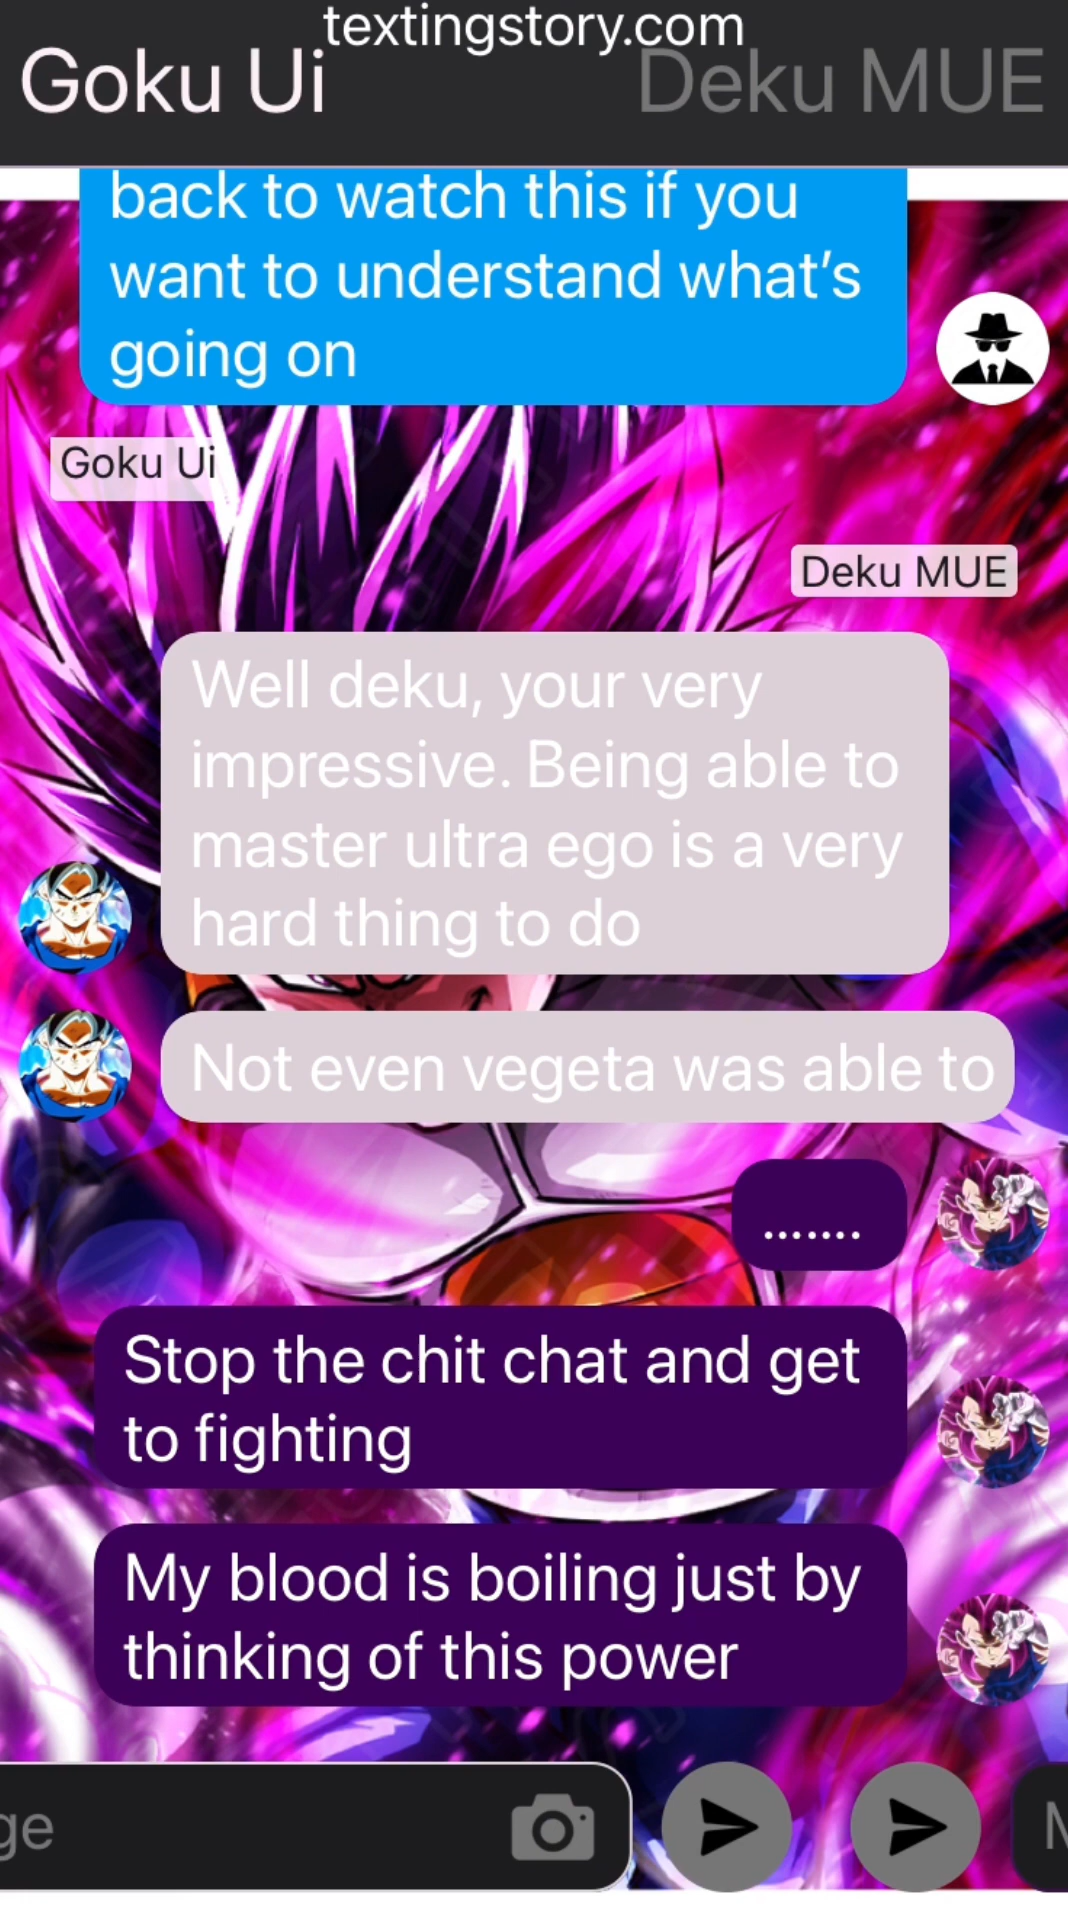 textingstory.com
Goku Ui
Deku MUE
back to watch this if you
want to understand what’s
going on
Goku Ui
Deku MUE
Well deku, your very
impressive. Being able to
master ultra ego is a very
hard thing to do
Not even vegeta was able to
.......
Stop the chit chat and get
to fighting
My blood is boiling just by
thinking of this power
ge
M